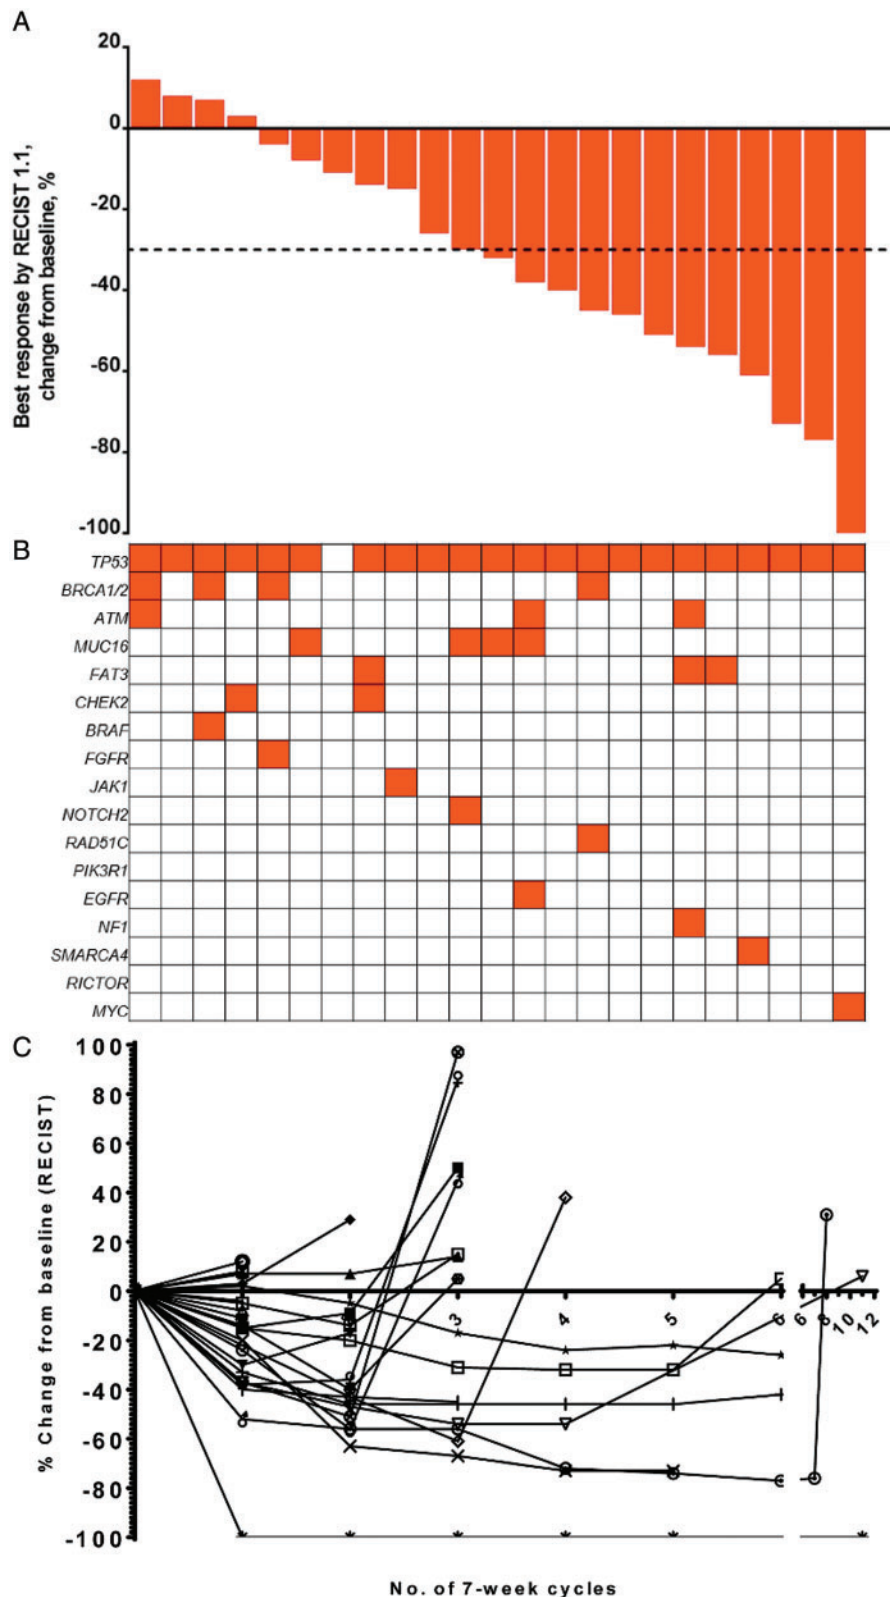 A
Best response by RECIST 1.1,
change from baseline, %
20
0
-20
-40
-60
-80
-100
B
TP53
BRCA1/2
ATM
MUC16
FAT3
CHEK2
BRAF
FGFR
JAK1
NOTCH2
RAD51C
PIK3R1
EGFR
NF1
SMARCA4
RICTOR
MYC
C
% Change from baseline (RECIST)
100
80
60
40
20
0
-20
-40
-60
-80
-100
3
4
5
6
6
8
10
12
No. of 7-week cycles